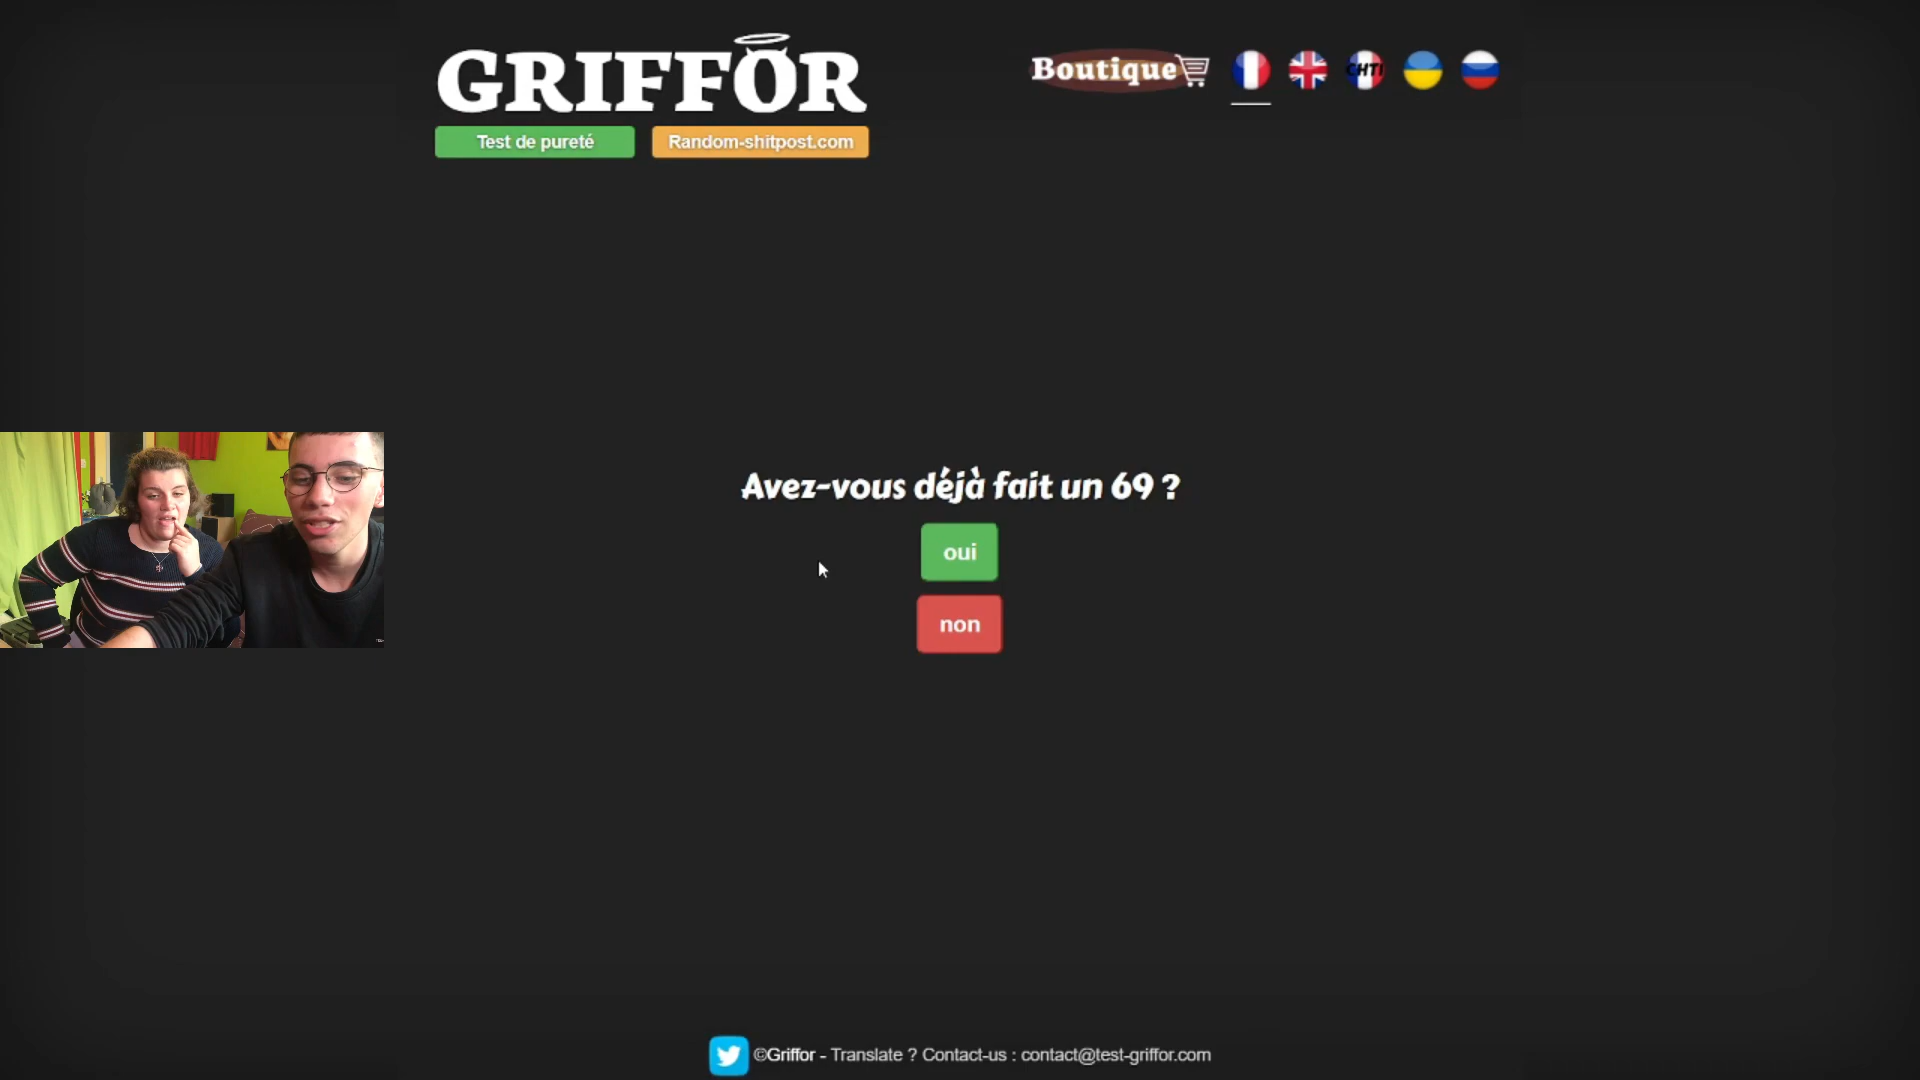 GRIFFOR
Boutique
CHTI
Test de pureté
Random-shitpost.com
Avez-vous déjà fait un 69 ?
oui
non
©Griffor - Translate ? Contact-us : contact@test-griffor.com